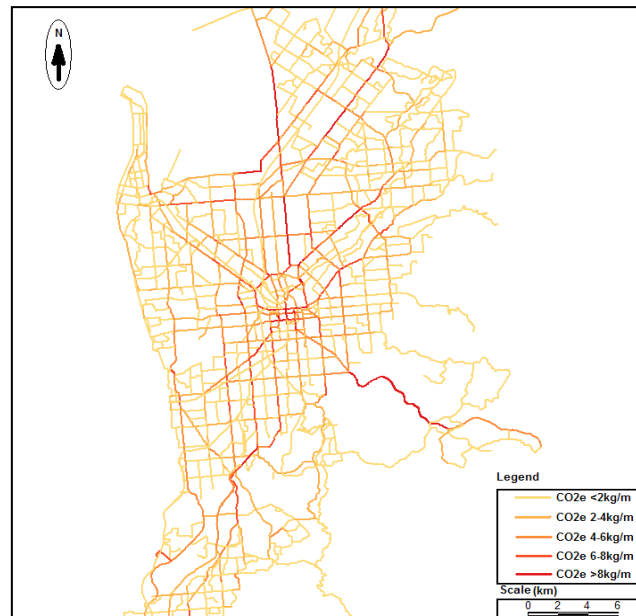 N
Legend
CO2e <2kg/m
CO2e 2-4kg/m
CO2e 4-6kg/m
CO2e 6-8kg/m
CO2e >8kg/m
Scale (km)
0 2 4 6